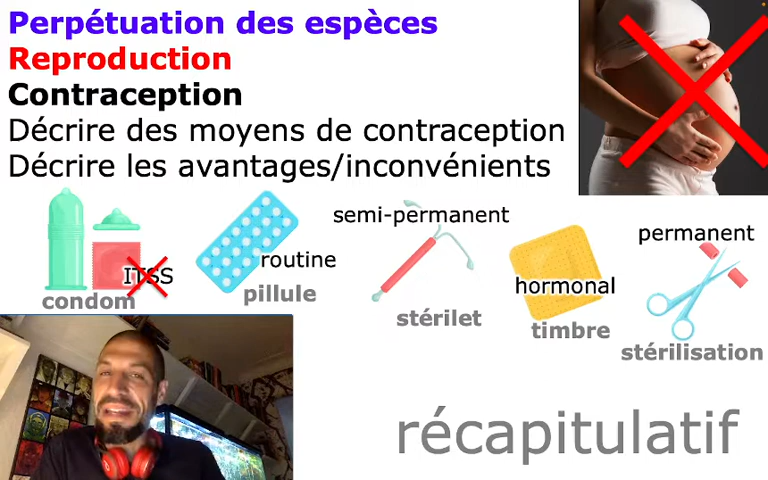 Perpétuation des espèces
Reproduction
Contraception
Décrire des moyens de contraception
Décrire les avantages/inconvénients
semi-permanent
permanent
routine
ITSS
hormonal
condom
pillule
stérilet
timbre
stérilisation
récapitulatif